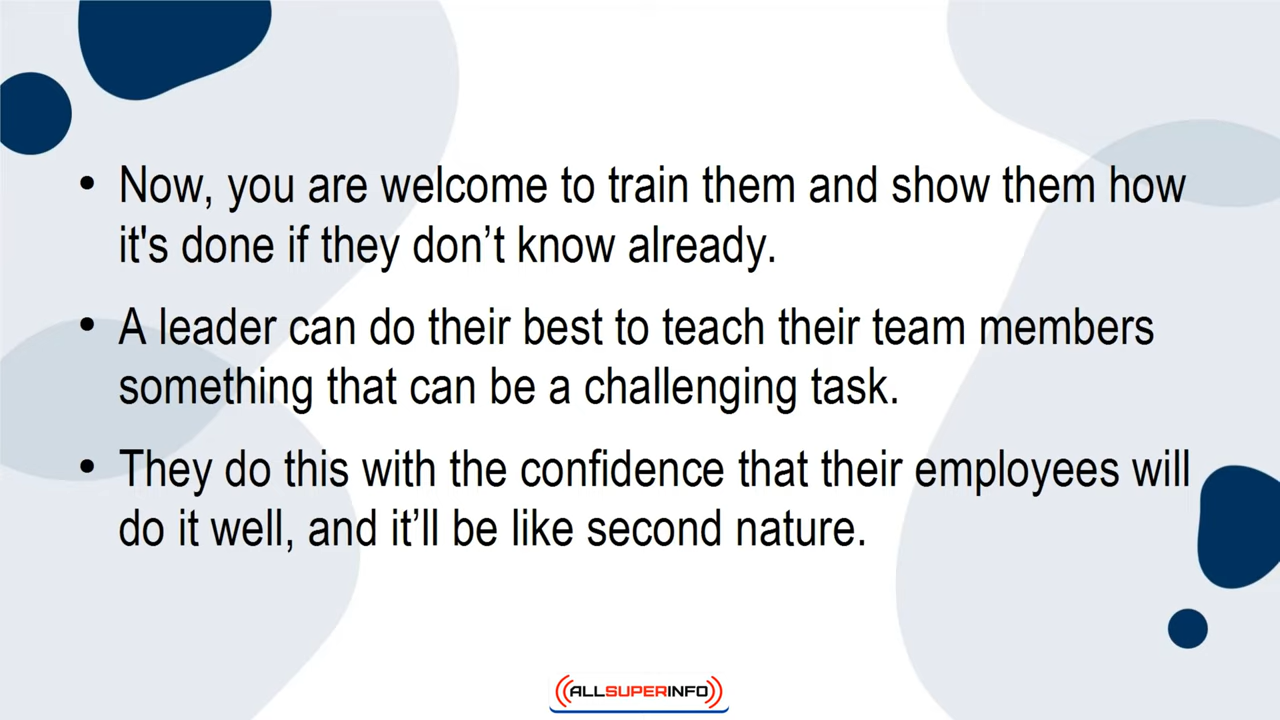 • Now, you are welcome to train them and show them how
it's done if they don’t know already.
• A leader can do their best to teach their team members
something that can be a challenging task.
• They do this with the confidence that their employees will
do it well, and it’ll be like second nature.
ALLSUPERINFO